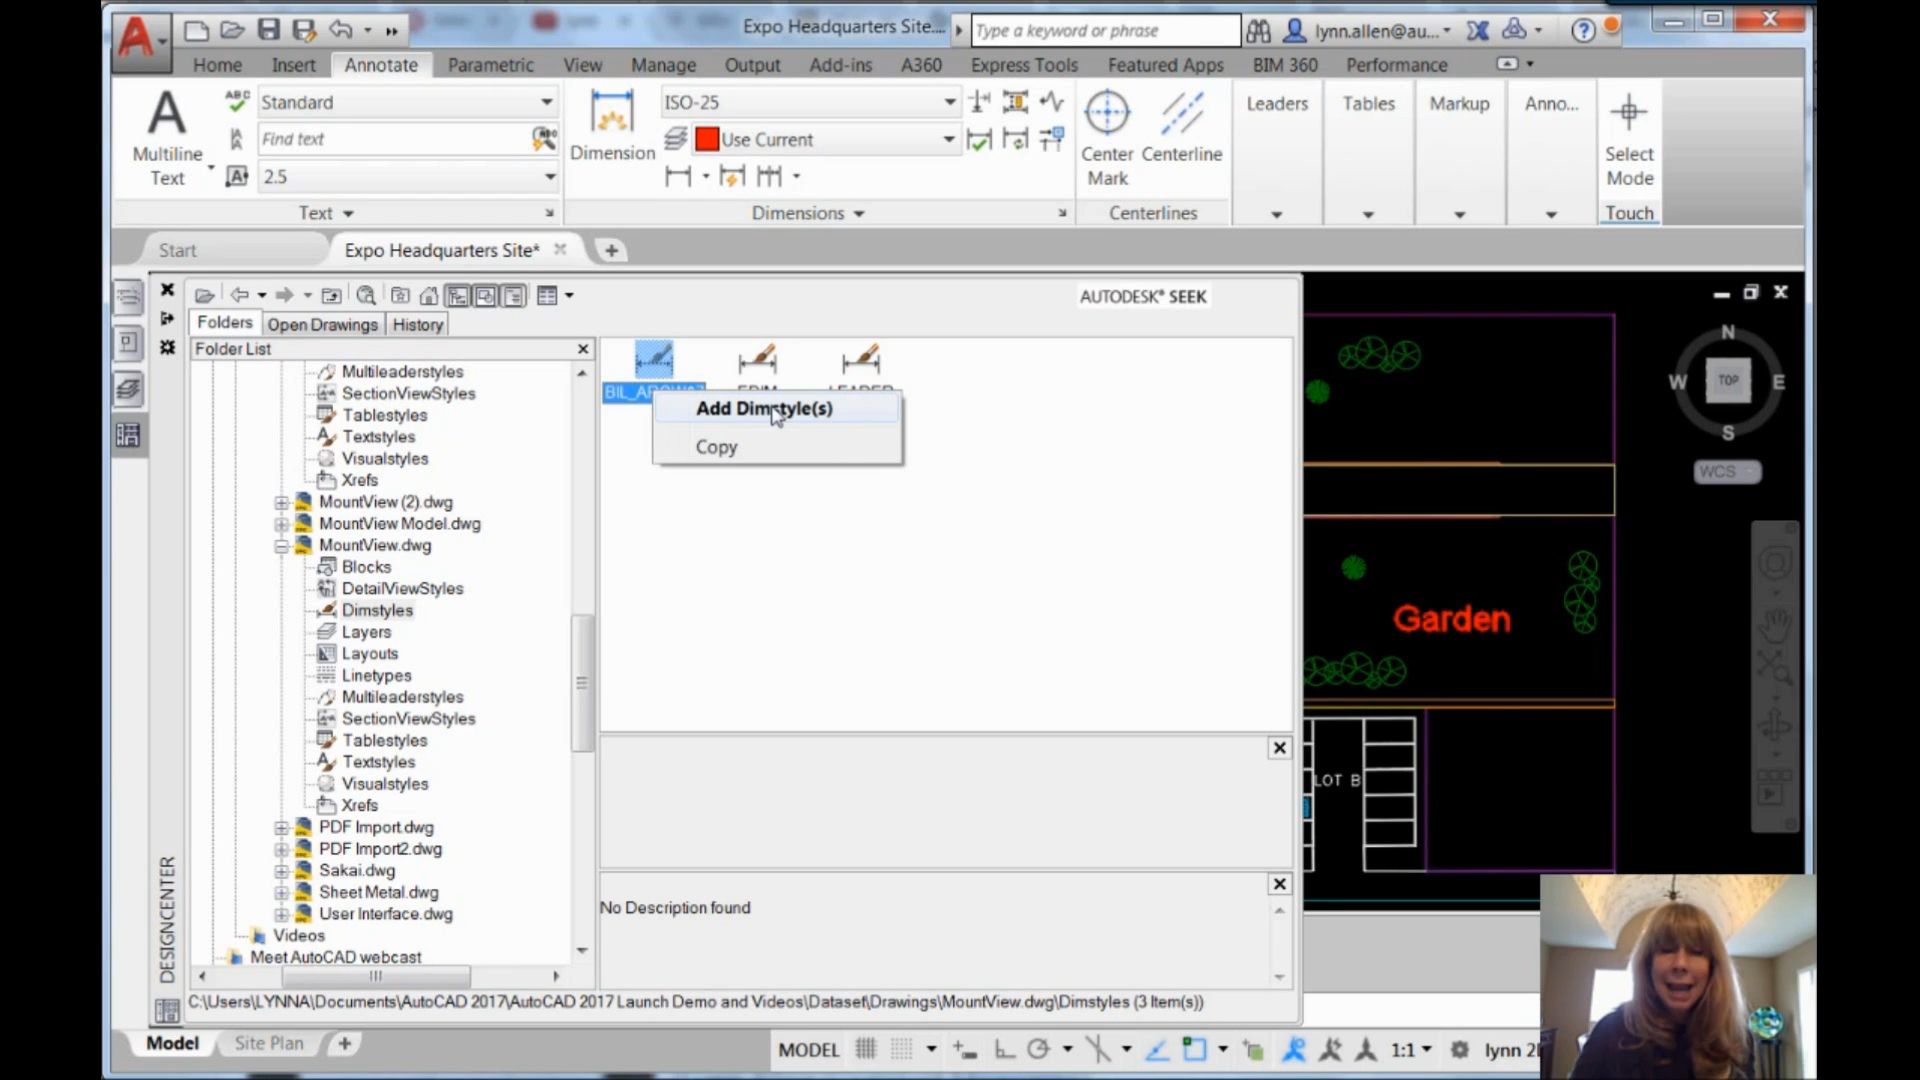 Expo Headquarters Site....
Type a keyword or phrase
lynn.allen@au...
Home Insert Annotate Parametric View Manage Output Add-ins A360 Express Tools Featured Apps BIM 360 Performance
A
Multiline
Text
ABC
Standard
Find text
2.5
Text
Dimension
ISO-25
Use Current
Dimensions
Center
Mark
Centerline
Centerlines
Leaders
Tables
Markup
Anno...
Select
Mode
Touch
Start
Expo Headquarters Site*
AUTODESK® SEEK
Folders Open Drawings History
Folder List
Multileaderstyles
SectionViewStyles
Tablestyles
Textstyles
Visualstyles
Xrefs
MountView (2).dwg
MountView Model.dwg
MountView.dwg
Blocks
DetailViewStyles
Dimstyles
Layers
Layouts
Linetypes
Multileaderstyles
SectionViewStyles
Tablestyles
Textstyles
Visualstyles
Xrefs
PDF Import.dwg
PDF Import2.dwg
Sakai.dwg
Sheet Metal.dwg
User Interface.dwg
Videos
Meet AutoCAD webcast
DESIGNCENTER
Add Dimstyle(s)
Copy
No Description found
C:\Users\LYNNA\Documents\AutoCAD 2017\AutoCAD 2017 Launch Demo and Videos\Dataset\Drawings\MountView.dwg\Dimstyles (3 Item(s))
N
W TOP E
S
WCS
Garden
LOT B
Model Site Plan
MODEL
1:1
lynn